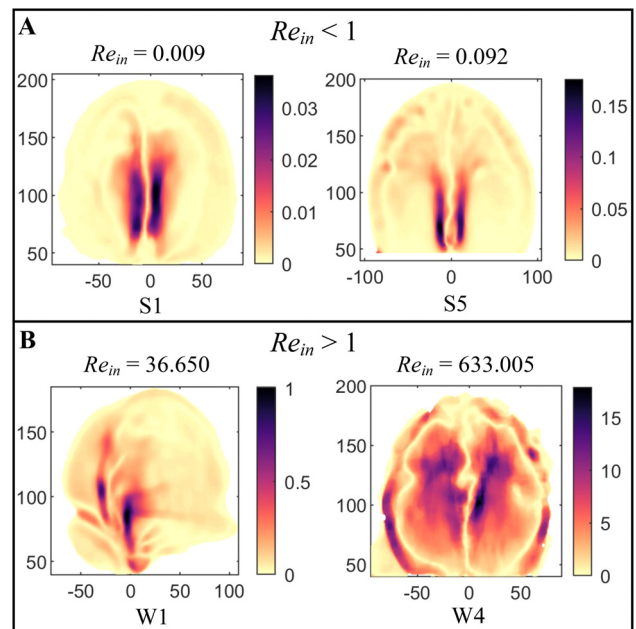 A
Re_in < 1
Re_in = 0.009
Re_in = 0.092
200
150
100
50
-50 0 50
0.03
0.02
0.01
0
S1
200
150
100
50
-100 0 100
0.15
0.1
0.05
0
S5
B
Re_in > 1
Re_in = 36.650
Re_in = 633.005
150
100
50
-50 0 50 100
1
0.5
0
W1
200
150
100
50
-50 0 50
15
10
5
0
W4